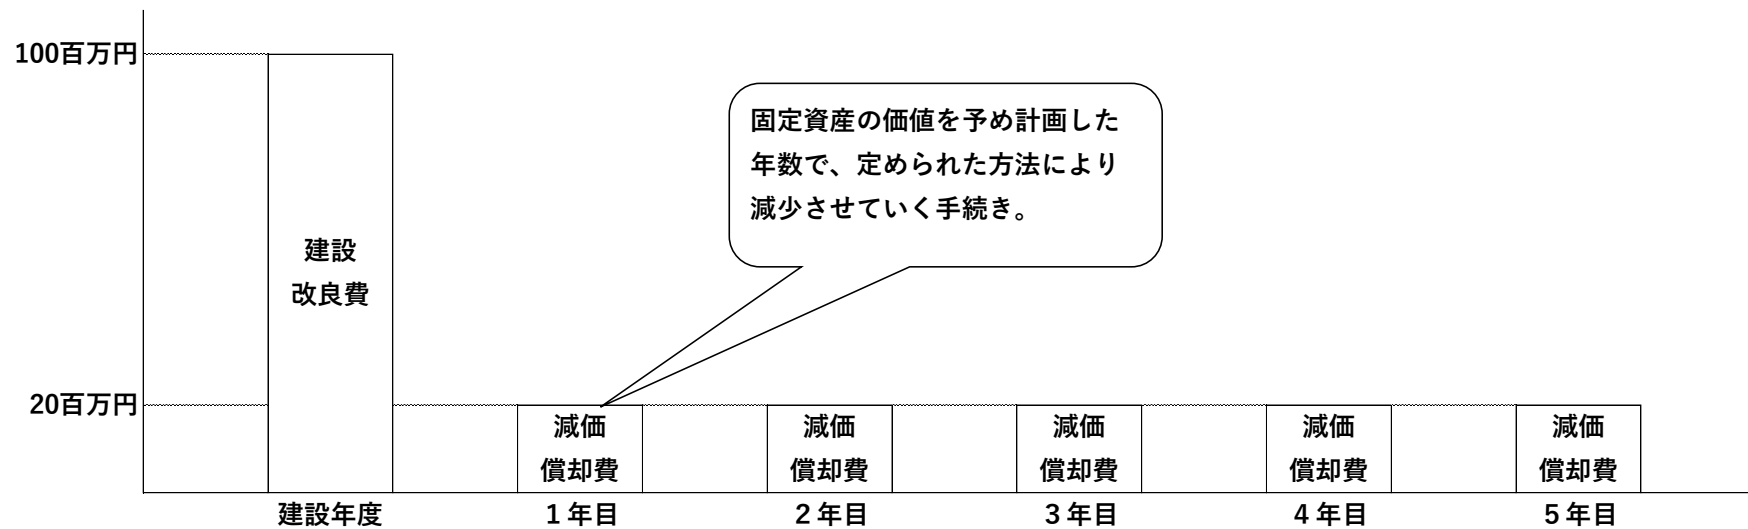 100百万円
固定資産の価値を予め計画した
年数で、定められた方法により
減少させていく手続き。
建設
改良費
20百万円
減価
償却費
減価
償却費
減価
償却費
減価
償却費
減価
償却費
建設年度
1年目
2年目
3年目
4年目
5年目